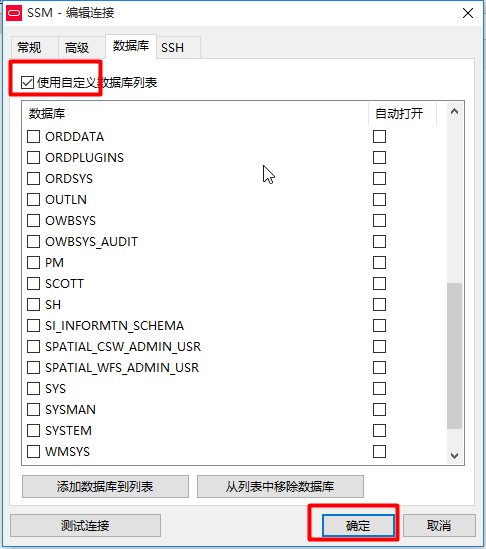 SSM - 编辑连接
常规 高级 数据库 SSH
使用自定义数据库列表
数据库 自动打开
ORDDATA
ORDPLUGINS
ORDSYS
OUTLN
OWBSYS
OWBSYS_AUDIT
PM
SCOTT
SH
SI_INFORMTN_SCHEMA
SPATIAL_CSW_ADMIN_USR
SPATIAL_WFS_ADMIN_USR
SYS
SYSMAN
SYSTEM
WMSYS
添加数据库到列表 从列表中移除数据库
测试连接 确定 取消